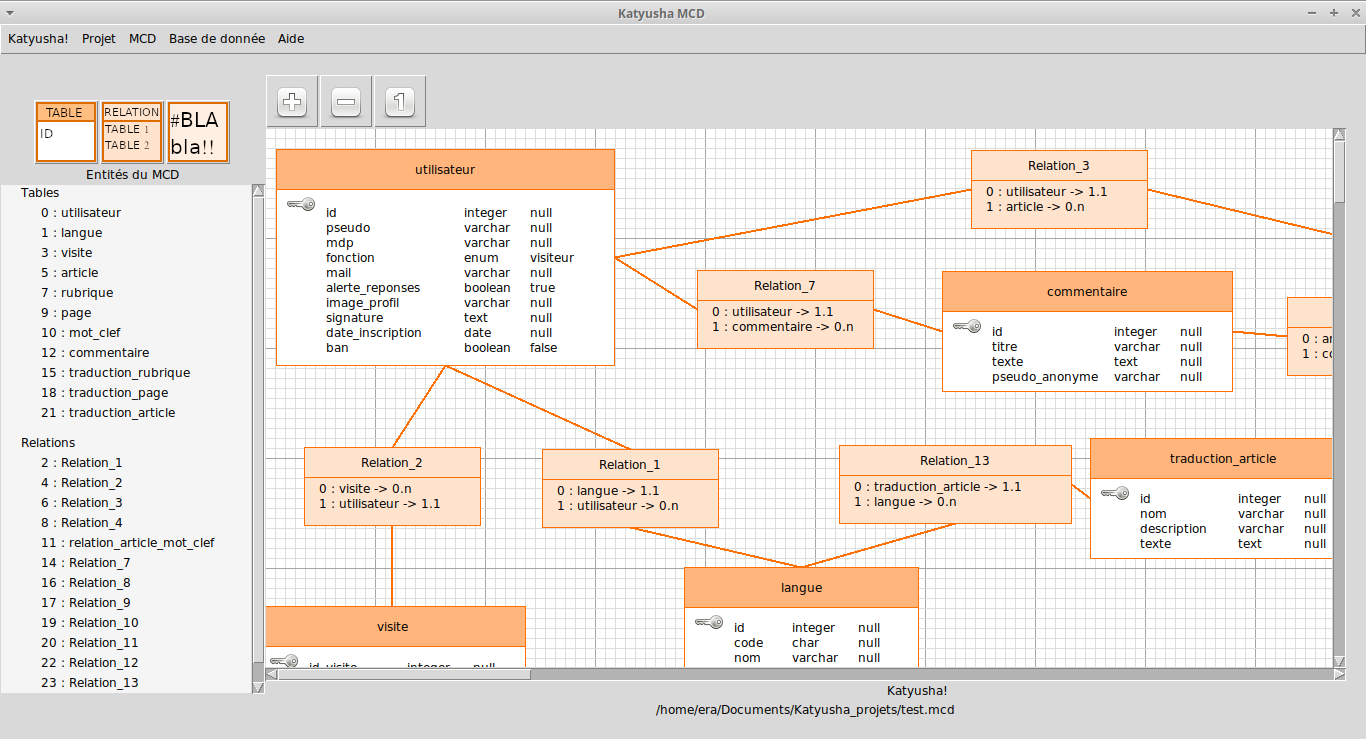 Katyusha MCD
Katyusha! Projet MCD Base de donnée Aide
TABLE
ID
RELATION
TABLE 1
TABLE 2
#BLA
bla!!
1
Entités du MCD
Tables
0 : utilisateur
1 : langue
3 : visite
5 : article
7 : rubrique
9 : page
10 : mot_clef
12 : commentaire
15 : traduction_rubrique
18 : traduction_page
21 : traduction_article
Relations
2 : Relation_1
4 : Relation_2
6 : Relation_3
8 : Relation_4
11 : relation_article_mot_clef
14 : Relation_7
16 : Relation_8
17 : Relation_9
19 : Relation_10
20 : Relation_11
22 : Relation_12
23 : Relation_13
utilisateur
id integer null
pseudo varchar null
mdp varchar null
fonction enum visiteur
mail varchar null
alerte_reponses boolean true
image_profil varchar null
signature text null
date_inscription date null
ban boolean false
Relation_3
0 : utilisateur -> 1.1
1 : article -> 0.n
Relation_7
0 : utilisateur -> 1.1
1 : commentaire -> 0.n
commentaire
id integer null
titre varchar null
texte text null
pseudo_anonyme varchar null
0 : ar
1 : co
Relation_2
0 : visite -> 0.n
1 : utilisateur -> 1.1
Relation_1
0 : langue -> 1.1
1 : utilisateur -> 0.n
Relation_13
0 : traduction_article -> 1.1
1 : langue -> 0.n
traduction_article
id integer null
nom varchar null
description varchar null
texte text null
langue
id integer null
code char null
nom varchar null
visite
id_visite integer null
Katyusha!
/home/era/Documents/Katyusha_projets/test.mcd